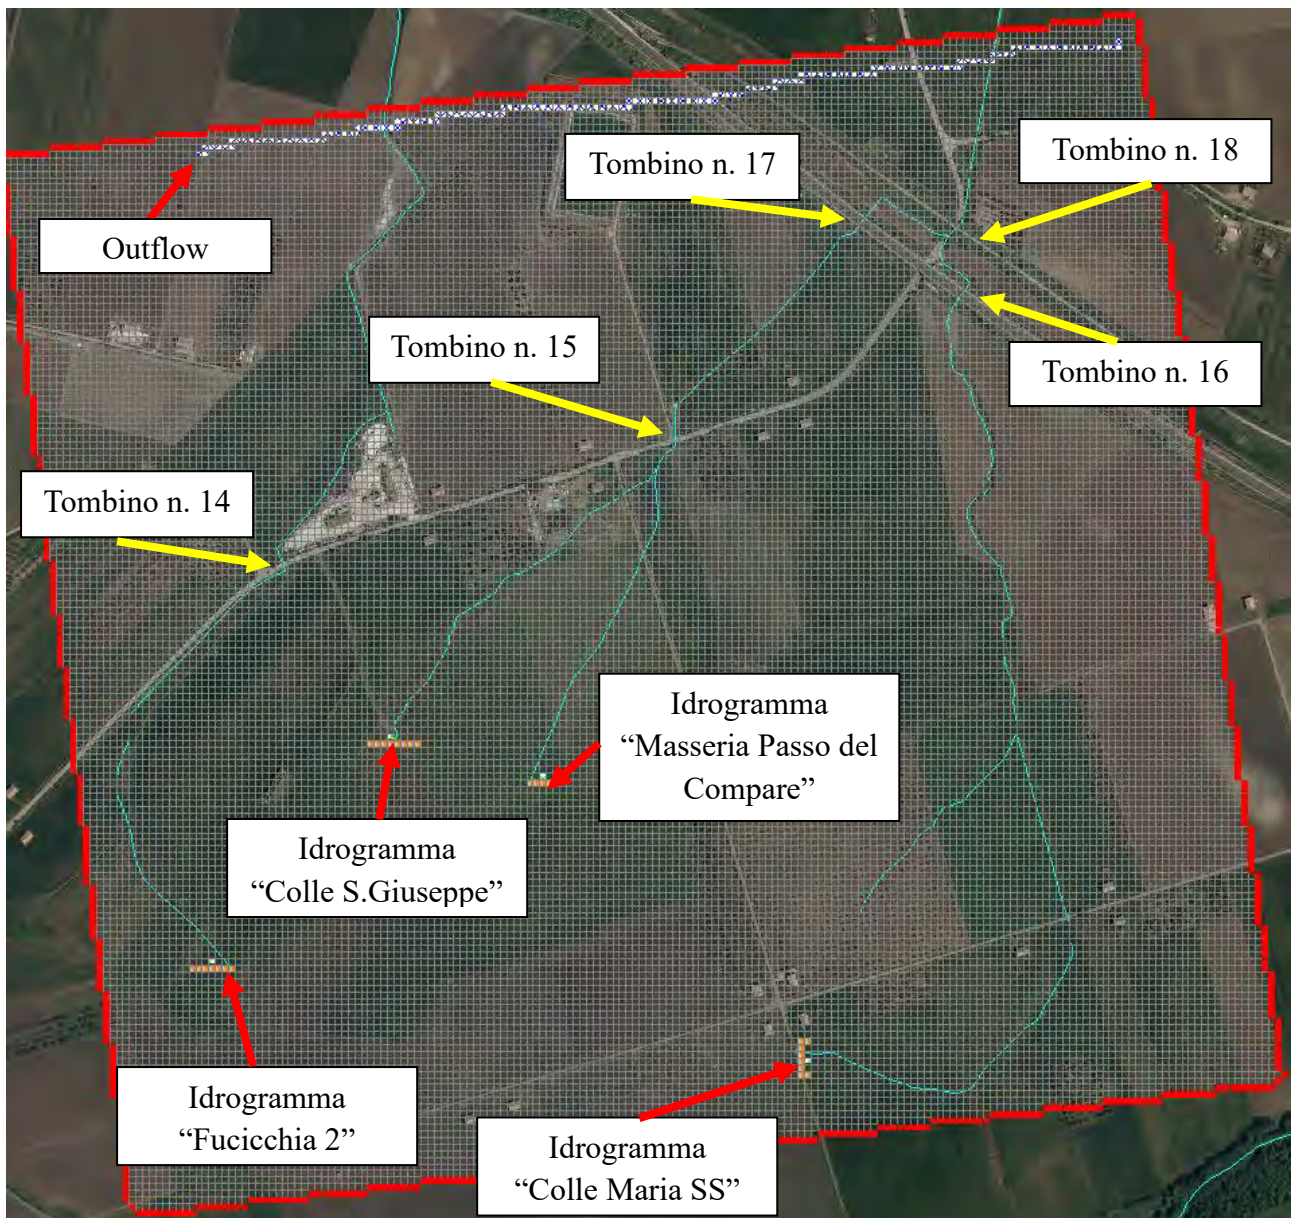 Tombino n. 17
Tombino n. 18
Outflow
Tombino n. 15
Tombino n. 16
Tombino n. 14
Idrogramma
“Masseria Passo del
Compare”
Idrogramma
“Colle S.Giuseppe”
Idrogramma
“Fucicchia 2”
Idrogramma
“Colle Maria SS”